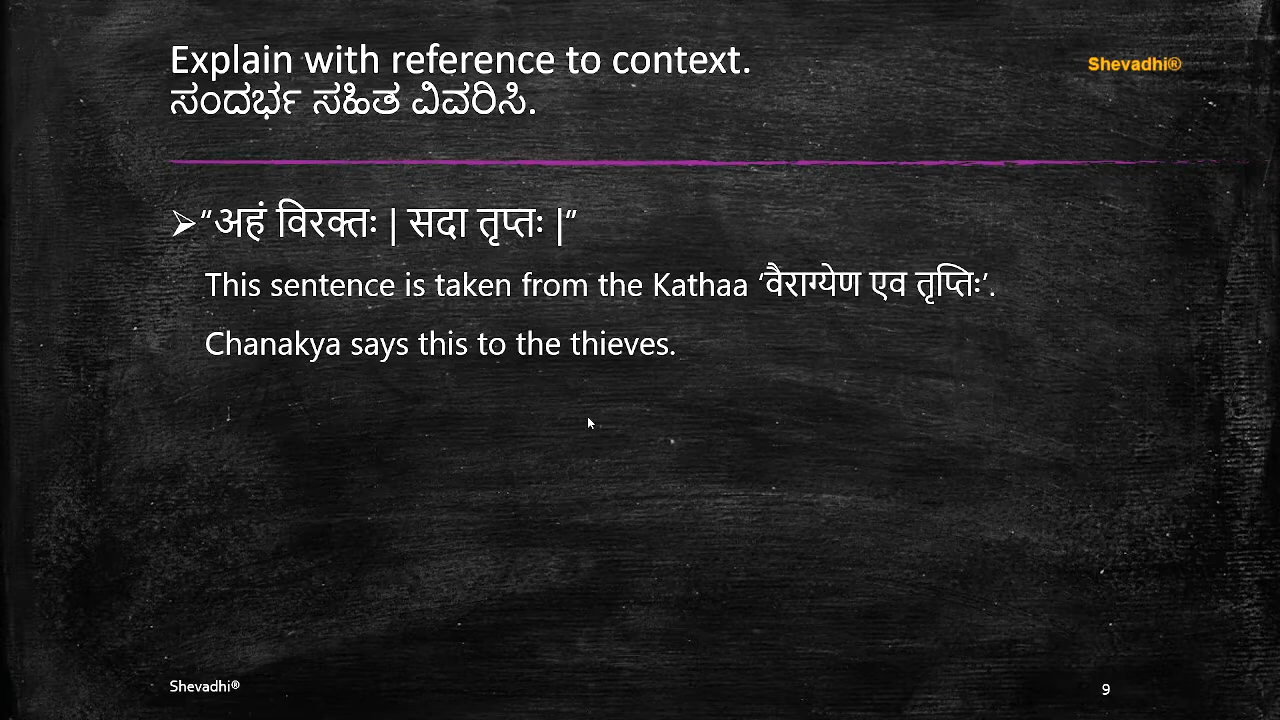 Explain with reference to context.
Shevadhi®
ಸಂದರ್ಭ ಸಹಿತ ವಿವರಿಸಿ.
➢“अहं विरक्तः | सदा तृप्तः |”
This sentence is taken from the Kathaa ‘वैराग्येण एव तृप्तिः’.
Chanakya says this to the thieves.
Shevadhi®
9